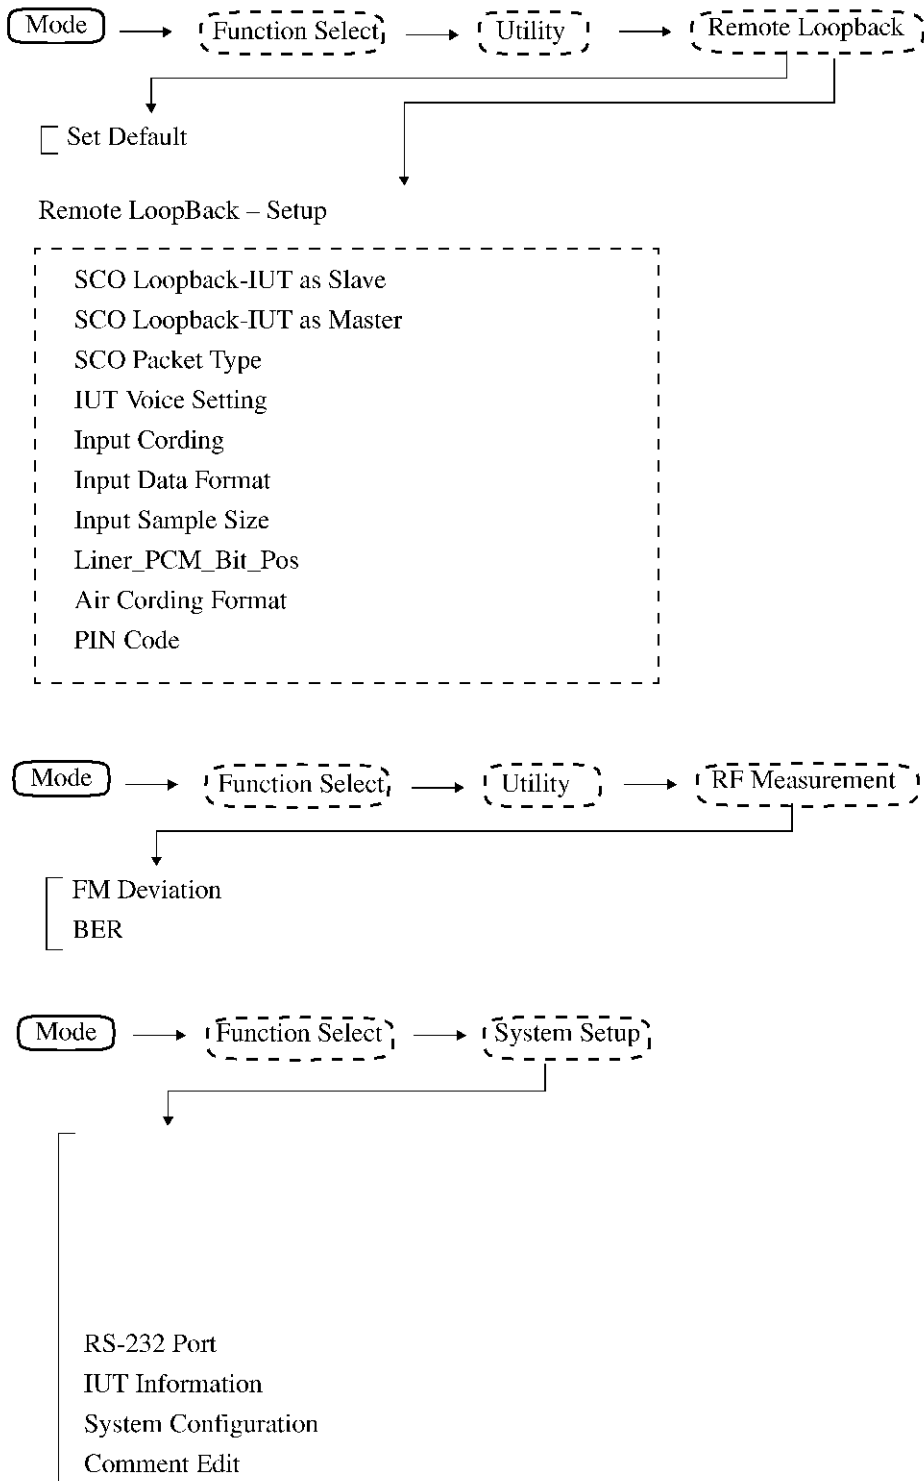 Mode Function Select Utility Remote Loopback
Set Default
Remote LoopBack – Setup
SCO Loopback-IUT as Slave
SCO Loopback-IUT as Master
SCO Packet Type
IUT Voice Setting
Input Cording
Input Data Format
Input Sample Size
Liner_PCM_Bit_Pos
Air Cording Format
PIN Code
Mode Function Select Utility RF Measurement
FM Deviation
BER
Mode Function Select System Setup
RS-232 Port
IUT Information
System Configuration
Comment Edit